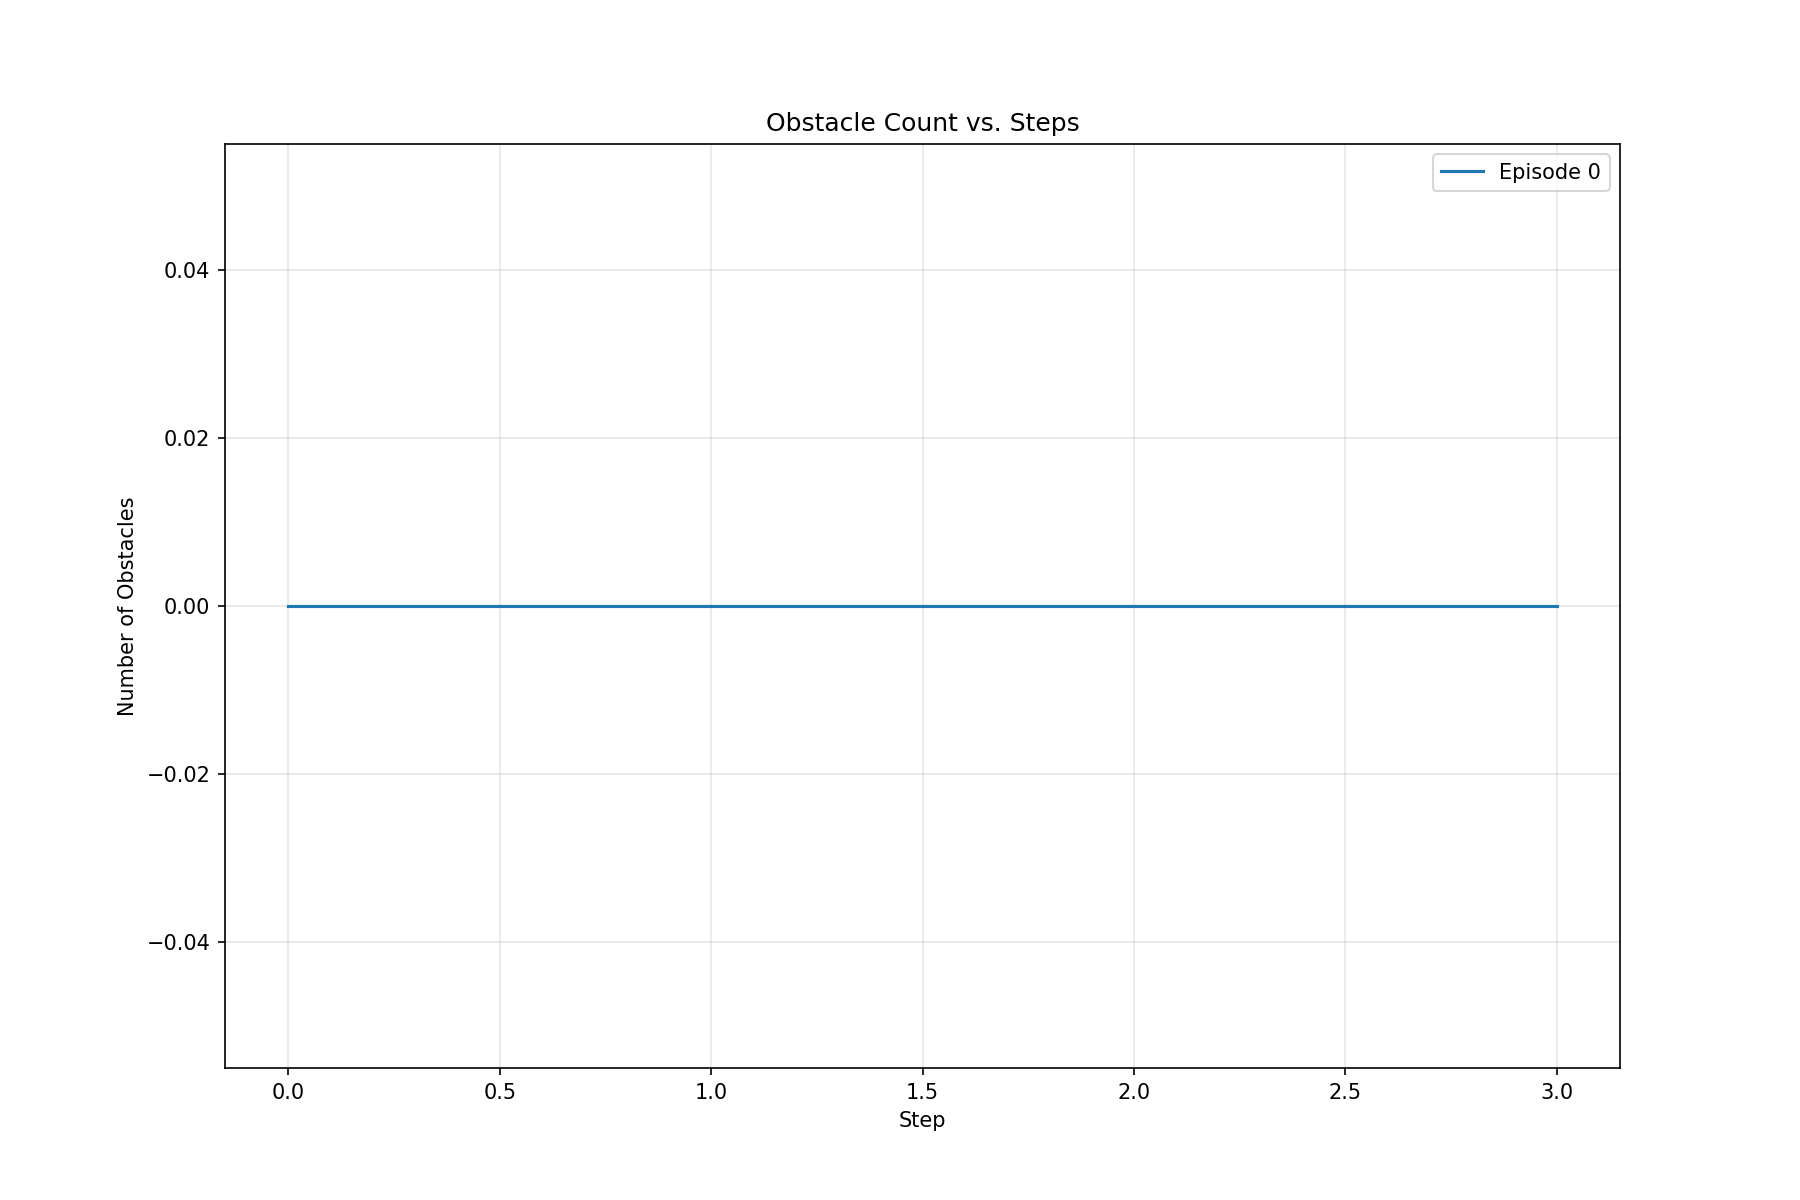 Obstacle Count vs. Steps
Episode 0
0.04
0.02
0.00
−0.02
−0.04
Number of Obstacles
0.0 0.5 1.0 1.5 2.0 2.5 3.0
Step